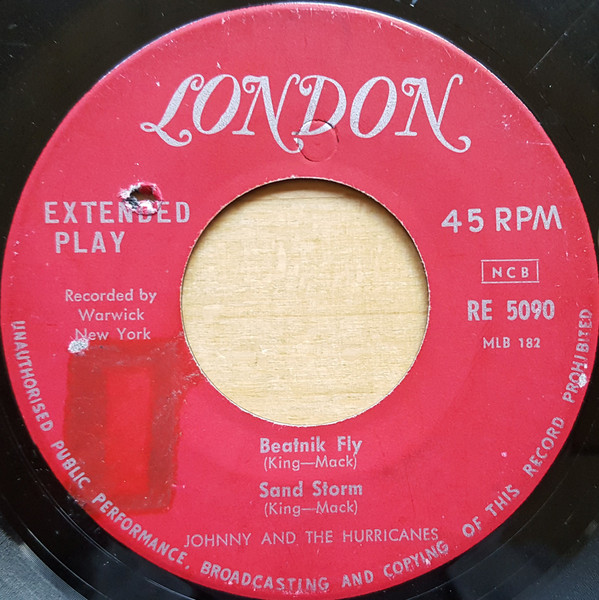 LONDON
EXTENDED
PLAY
45 RPM
NCB
Recorded by
Warwick
New York
RE 5090
MLB 182
Beatnik Fly
(King—Mack)
Sand Storm
(King—Mack)
JOHNNY AND THE HURRICANES
UNAUTHORISED PUBLIC PERFORMANCE, BROADCASTING AND COPYING OF THIS RECORD PROHIBITED